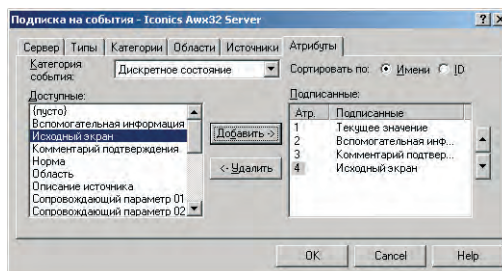 Подписка на события - Iconics Awx32 Server
Сервер Типы Категории Области Источники Атрибуты
Категория события: Дискретное состояние Сортировать по: Имени ID
Доступные: Подписанные:
{пусто}
Вспомогательная информация
Исходный экран
Комментарий подтверждения
Норма
Область
Описание источника
Сопровождающий параметр 01
Сопровождающий параметр 02
Добавить ->
<- Удалить
Атр. Подписанные
1 Текущее значение
2 Вспомогательная инф...
3 Комментарий подтвер...
4 Исходный экран
OK Cancel Help